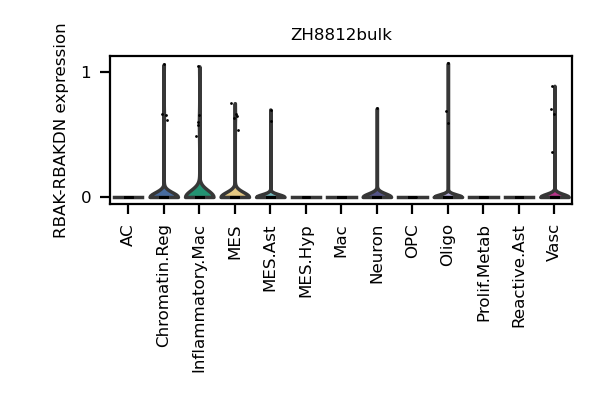 ZH8812bulk
RBAK-RBAKDN expression
1
0
AC
Chromatin.Reg
Inflammatory.Mac
MES
MES.Ast
MES.Hyp
Mac
Neuron
OPC
Oligo
Prolif.Metab
Reactive.Ast
Vasc